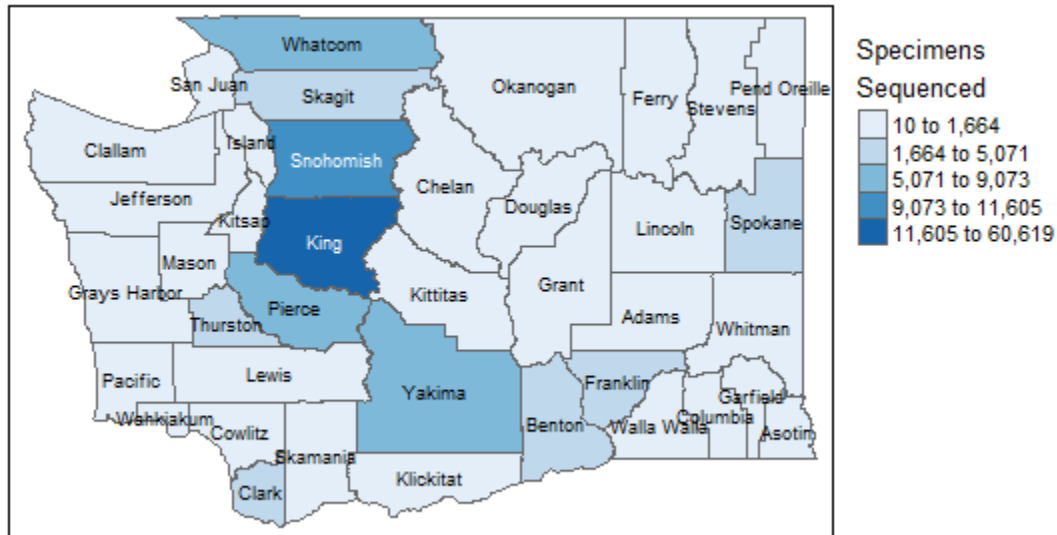 Whatcom
San Juan
Skagit
Okanogan
Ferry
Stevens
Pend Oreille
Clallam
Island
Snohomish
Chelan
Jefferson
Kitsap
King
Douglas
Lincoln
Spokane
Mason
Grays Harbor
Pierce
Kittitas
Grant
Thurston
Adams
Whitman
Pacific
Lewis
Yakima
Franklin
Garfield
Wahkiakum
Cowlitz
Benton
Walla Walla
Columbia
Asotin
Skamania
Klickitat
Clark
Specimens
Sequenced
10 to 1,664
1,664 to 5,071
5,071 to 9,073
9,073 to 11,605
11,605 to 60,619